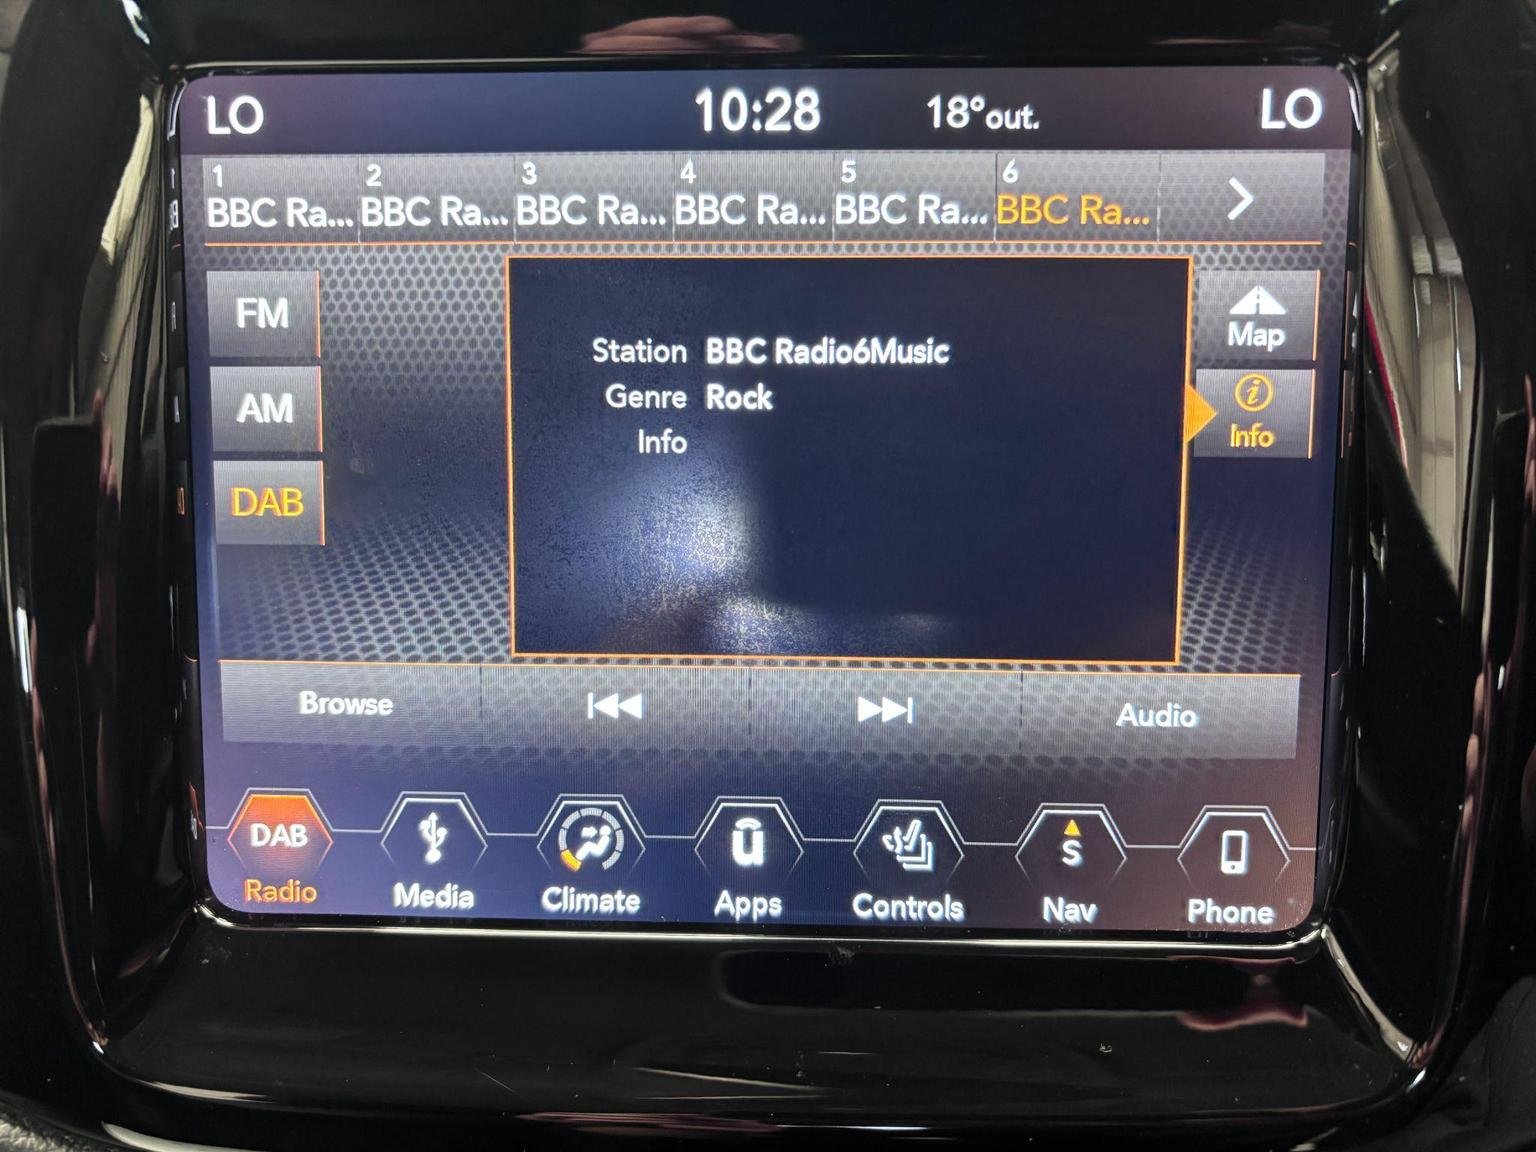 LO 10:28 18°out. LO
1 2 3 4 5 6
BBC Ra... BBC Ra... BBC Ra... BBC Ra... BBC Ra... BBC Ra...
FM
AM
DAB
Station BBC Radio6Music
Genre Rock
Info
Map
Info
Browse Audio
DAB ū S
Radio Media Climate Apps Controls Nav Phone